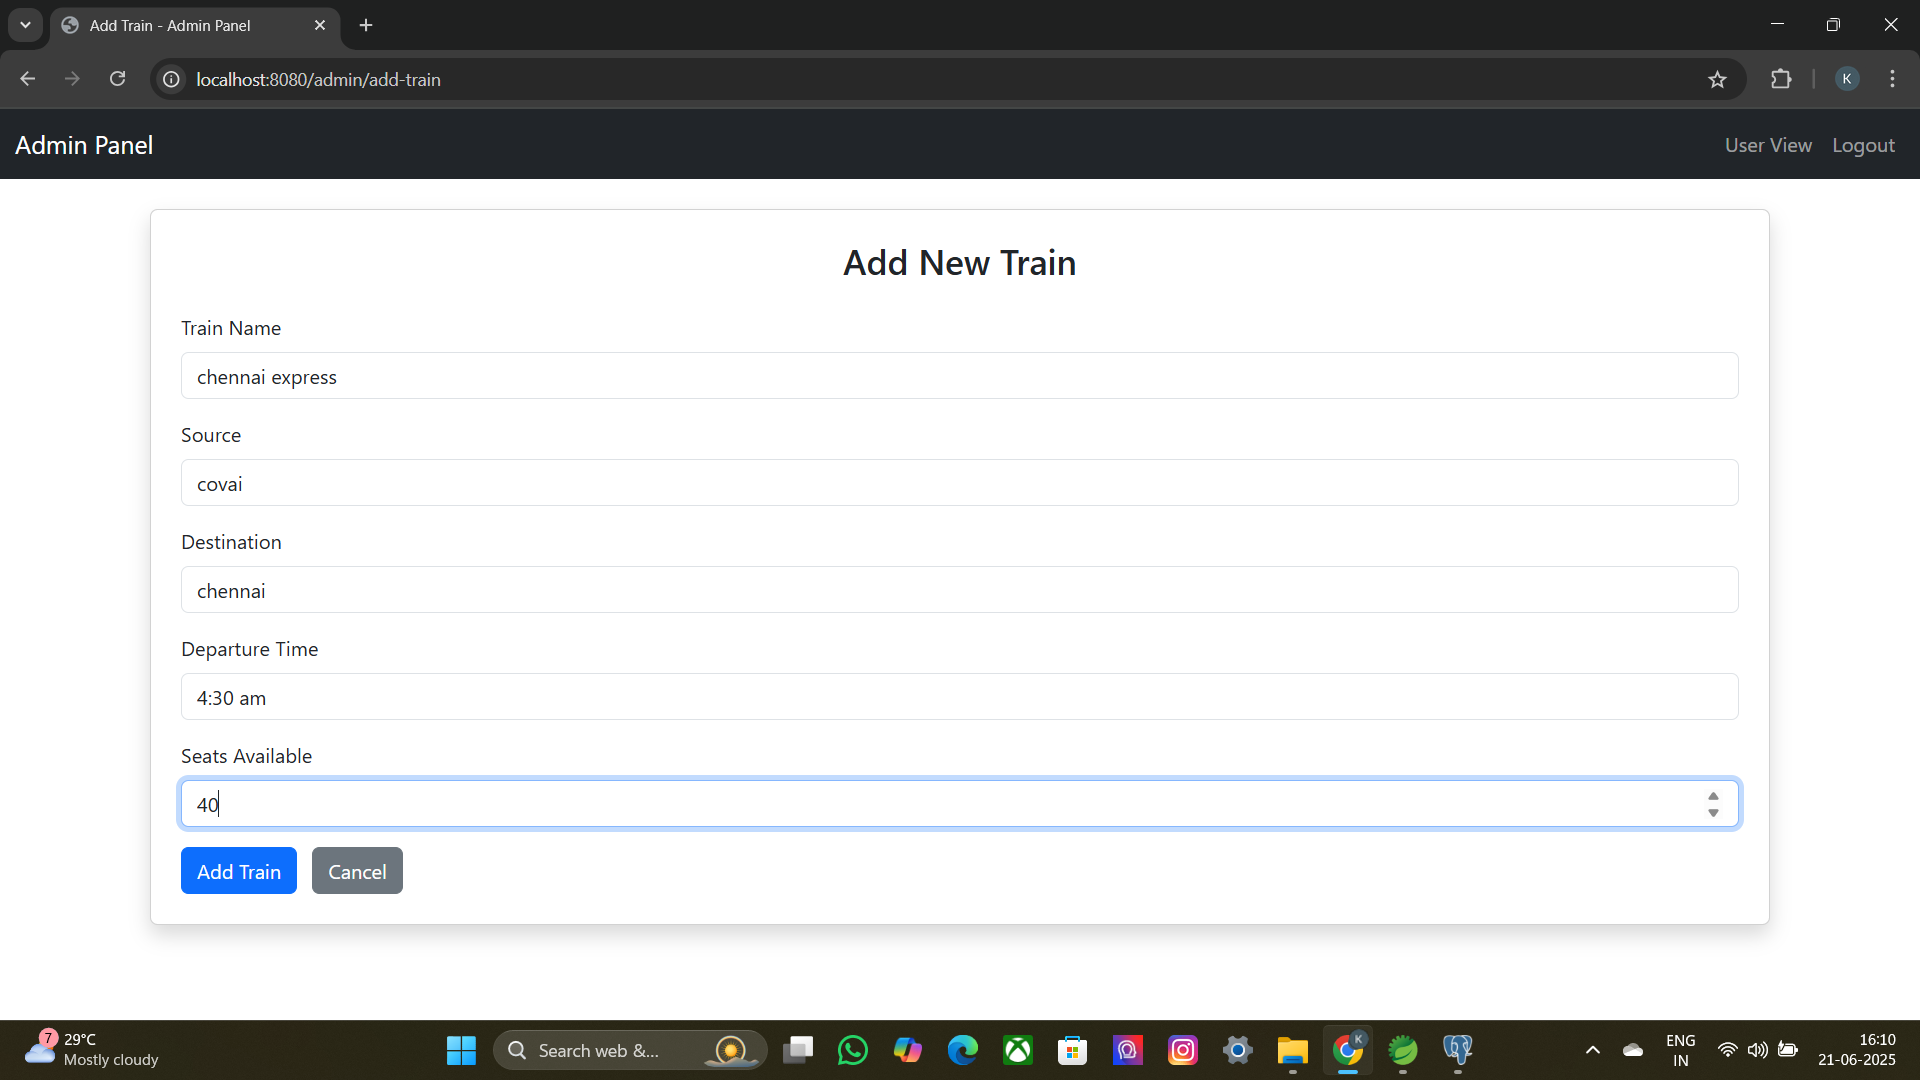 Add Train - Admin Panel
localhost:8080/admin/add-train
K
Admin Panel
User View
Logout
Add New Train
Train Name
chennai express
Source
covai
Destination
chennai
Departure Time
4:30 am
Seats Available
40
Add Train
Cancel
7
29°C
Mostly cloudy
Search web &...
K
ENG
IN
16:10
21-06-2025